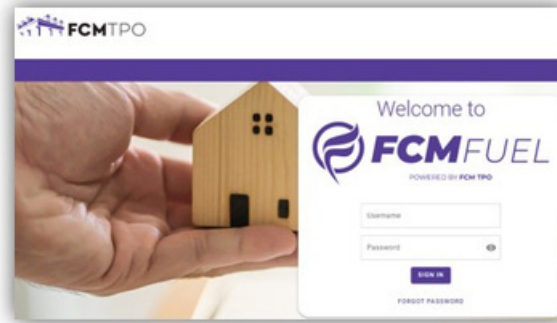 FCMTPO
Welcome to
FCMFUEL
POWERED BY FCM TPO
Username
Password
SIGN IN
FORGOT PASSWORD